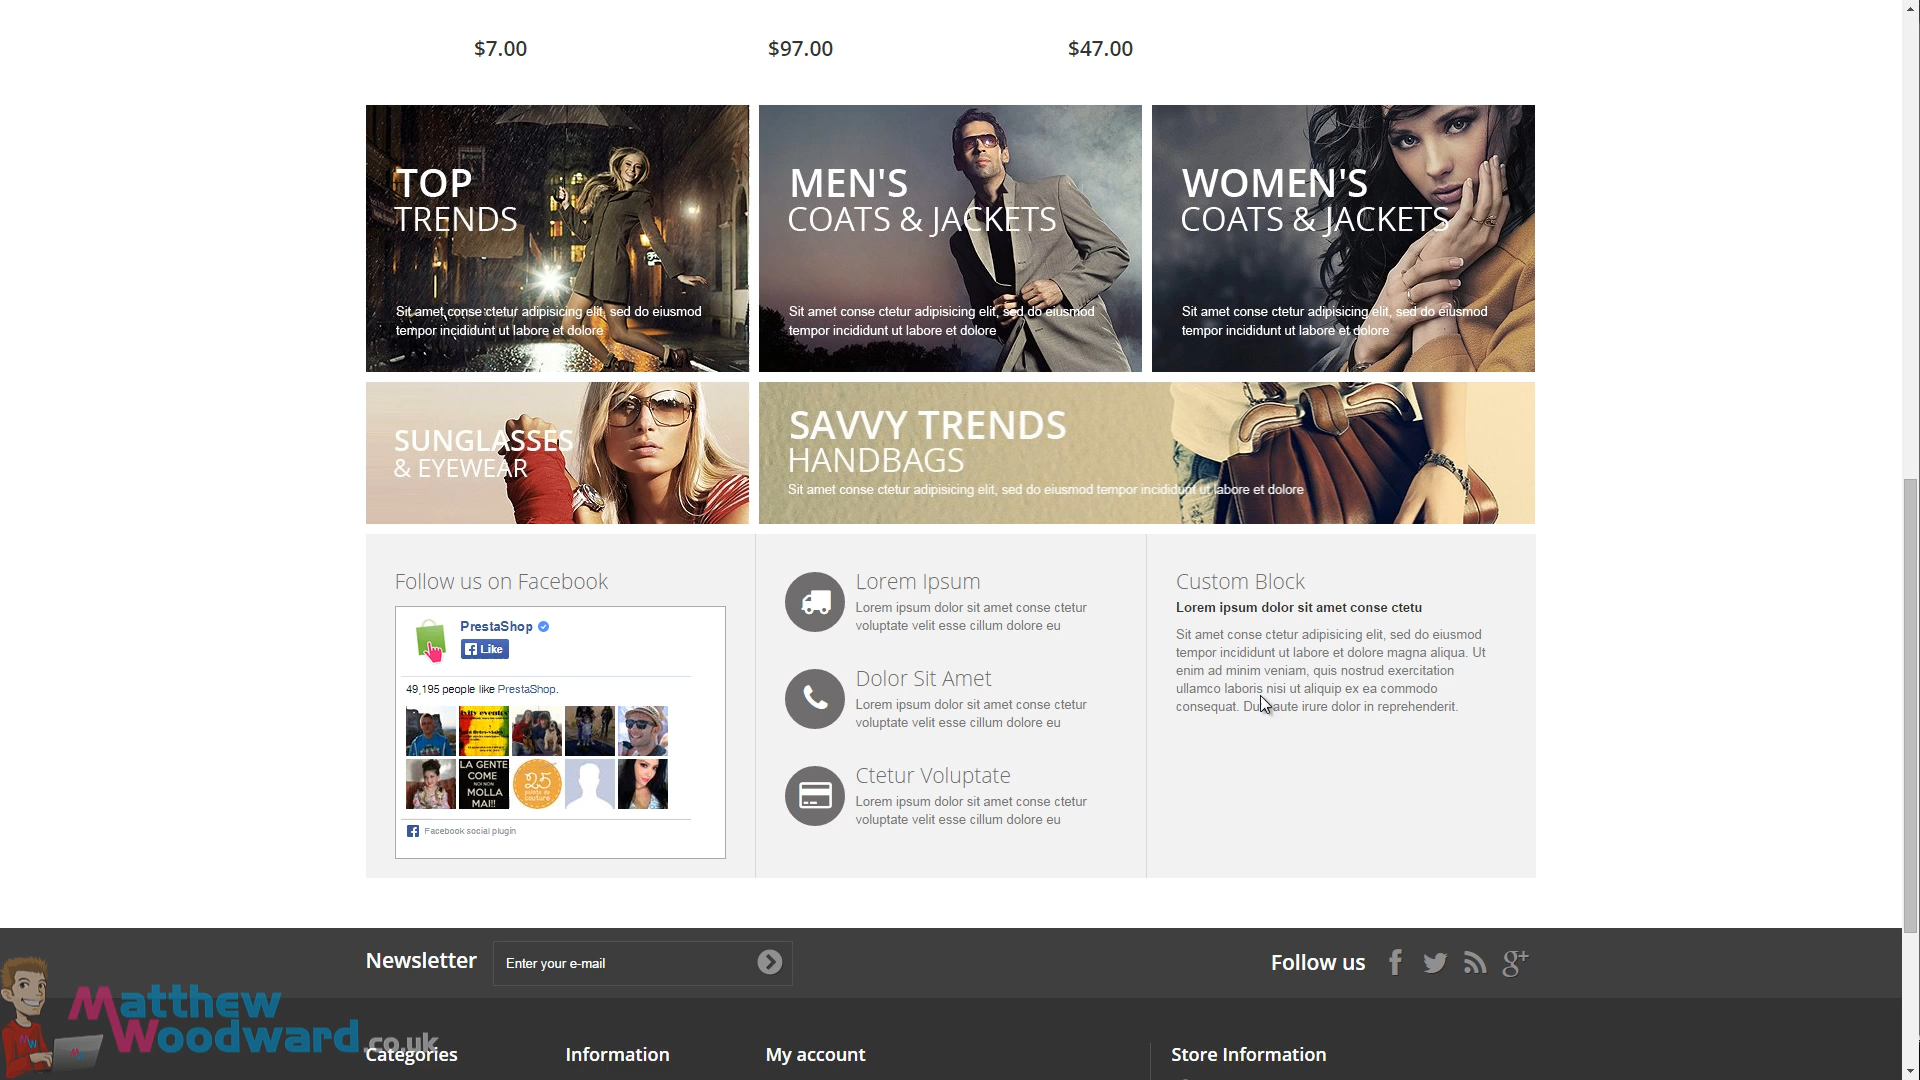 $7.00
$97.00
$47.00
TOP
TRENDS
Sit amet conse ctetur adipisicing elit, sed do eiusmod
tempor incididunt ut labore et dolore
MEN'S
COATS & JACKETS
Sit amet conse ctetur adipisicing elit, sed do eiusmod
tempor incididunt ut labore et dolore
WOMEN'S
COATS & JACKETS
Sit amet conse ctetur adipisicing elit, sed do eiusmod
tempor incididunt ut labore et dolore
SUNGLASSES
& EYEWEAR
SAVVY TRENDS
HANDBAGS
Sit amet conse ctetur adipisicing elit, sed do eiusmod tempor incididunt ut labore et dolore
Follow us on Facebook
PrestaShop
Like
49,195 people like PrestaShop.
LA GENTE
COME
NOI NON
MOLLA
MAI!!
25
Facebook social plugin
Lorem Ipsum
Lorem ipsum dolor sit amet conse ctetur
voluptate velit esse cillum dolore eu
Dolor Sit Amet
Lorem ipsum dolor sit amet conse ctetur
voluptate velit esse cillum dolore eu
Ctetur Voluptate
Lorem ipsum dolor sit amet conse ctetur
voluptate velit esse cillum dolore eu
Custom Block
Lorem ipsum dolor sit amet conse ctetu
Sit amet conse ctetur adipisicing elit, sed do eiusmod
tempor incididunt ut labore et dolore magna aliqua. Ut
enim ad minim veniam, quis nostrud exercitation
ullamco laboris nisi ut aliquip ex ea commodo
consequat. Duis aute irure dolor in reprehenderit.
Newsletter
Enter your e-mail
Follow us
Matthew
Woodward.co.uk
Categories
Information
My account
Store Information